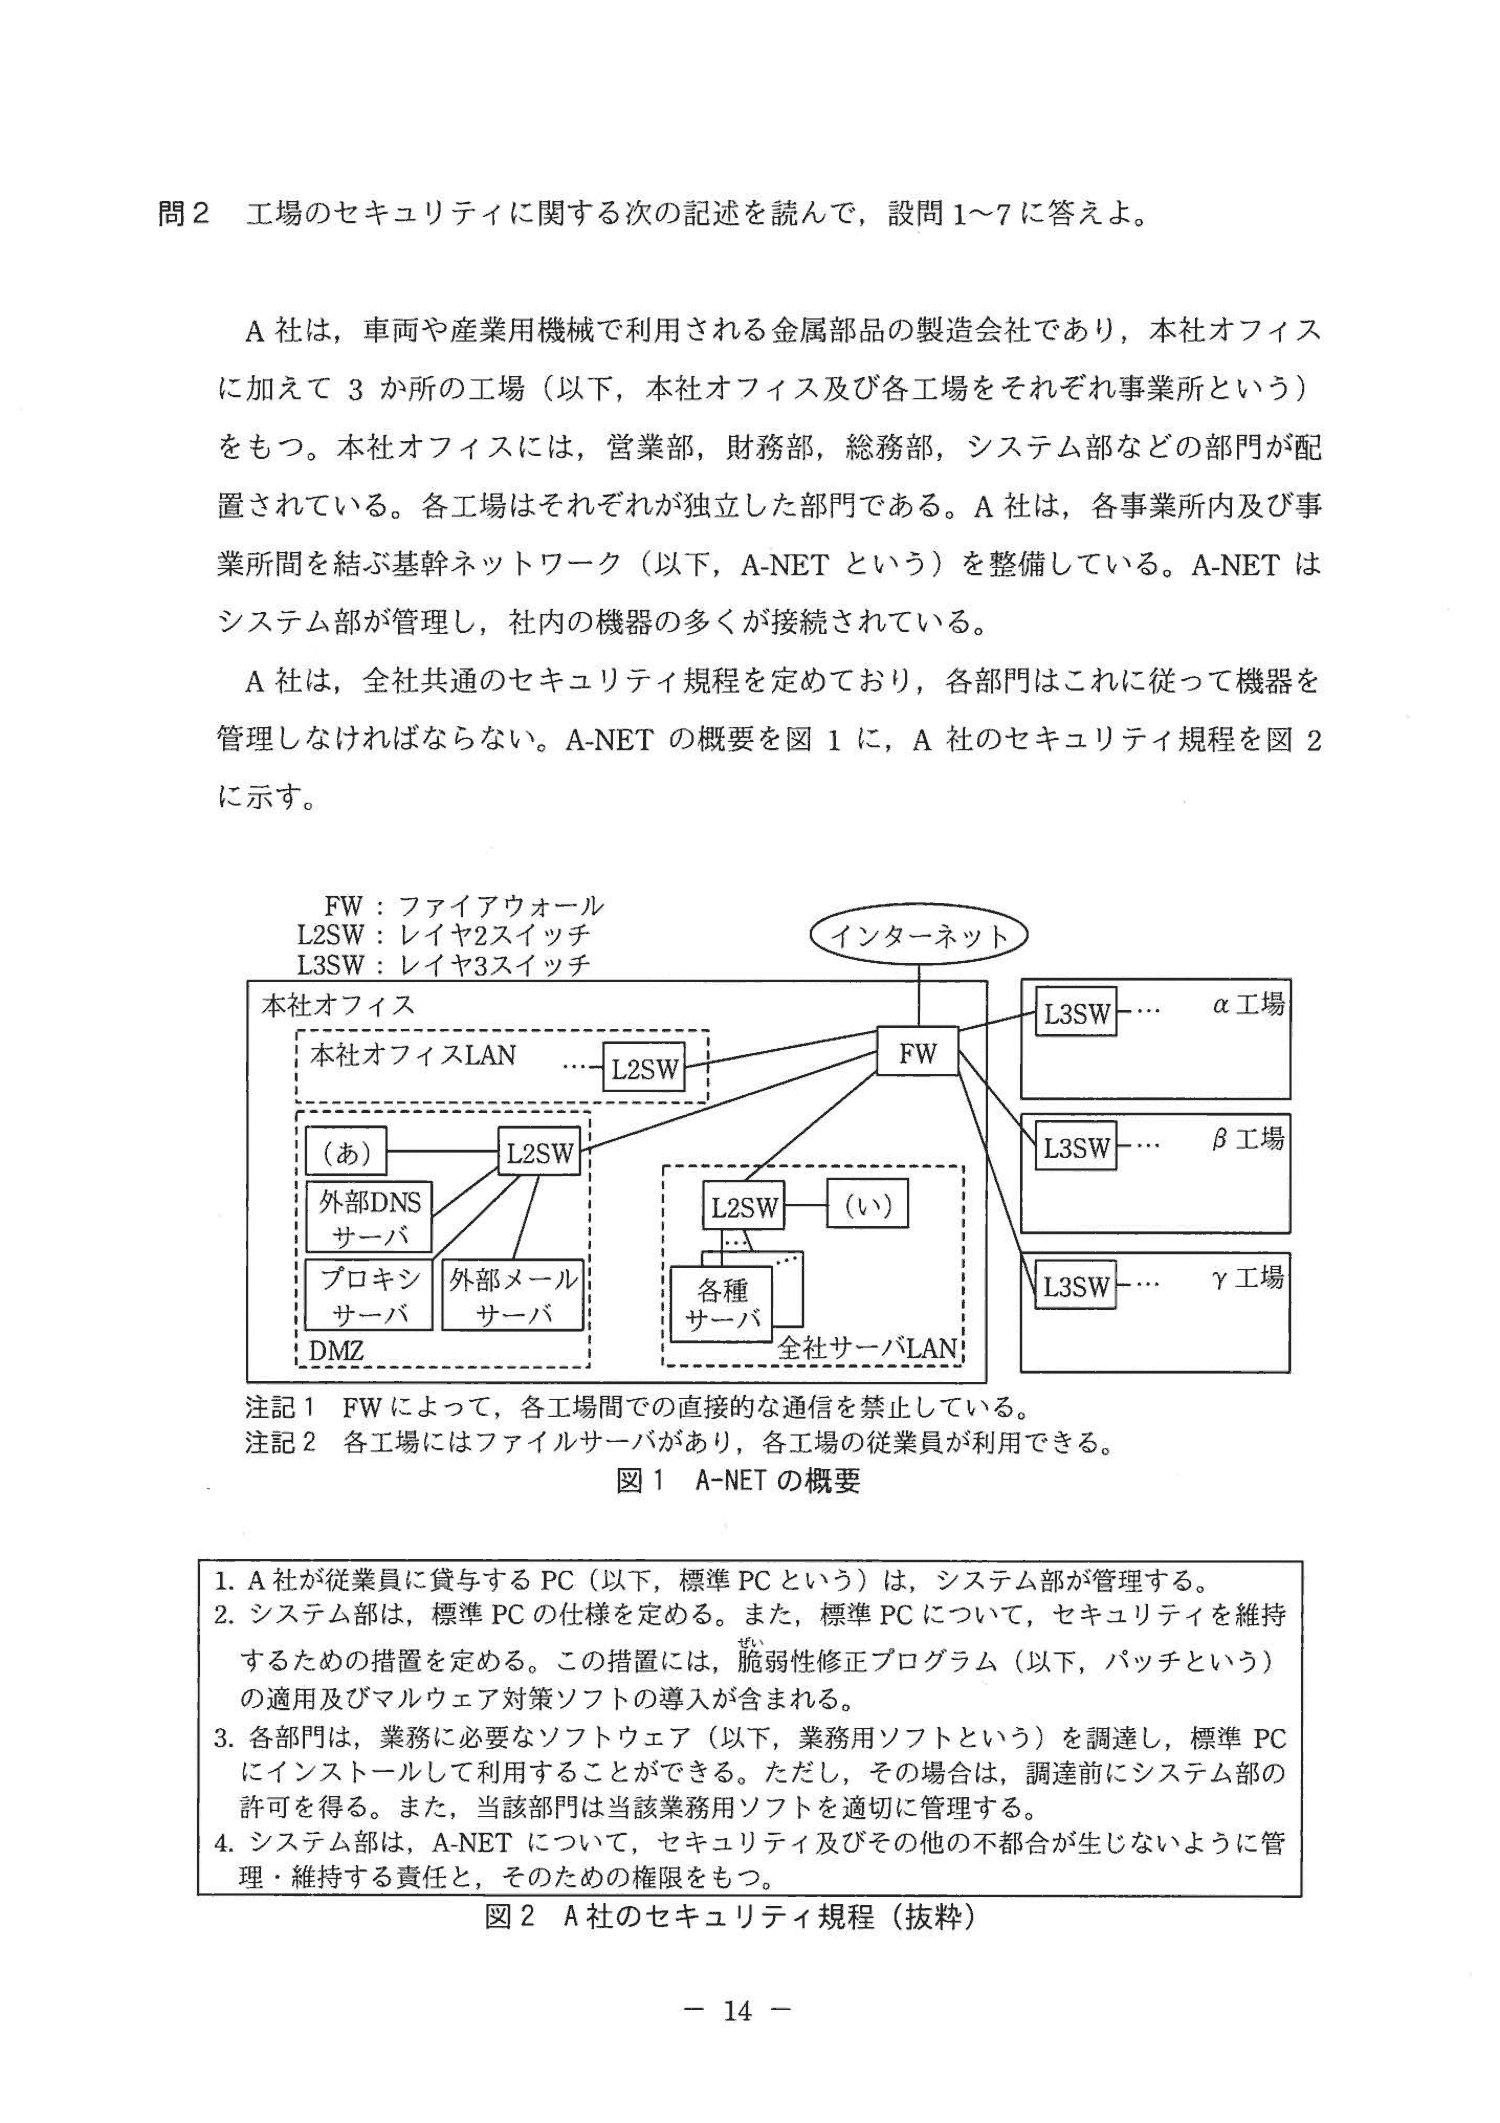 問2 工場のセキュリティに関する次の記述を読んで，設問1～7に答えよ。
A 社は，車両や産業用機械で利用される金属部品の製造会社であり，本社オフィス
に加えて 3 か所の工場（以下，本社オフィス及び各工場をそれぞれ事業所という）
をもつ。本社オフィスには，営業部，財務部，総務部，システム部などの部門が配
置されている。各工場はそれぞれが独立した部門である。A 社は，各事業所内及び事
業所間を結ぶ基幹ネットワーク（以下，A-NET という）を整備している。A-NET は
システム部が管理し，社内の機器の多くが接続されている。
A 社は，全社共通のセキュリティ規程を定めており，各部門はこれに従って機器を
管理しなければならない。A-NET の概要を図 1 に，A 社のセキュリティ規程を図 2
に示す。
FW：ファイアウォール
L2SW：レイヤ2スイッチ
L3SW：レイヤ3スイッチ
インターネット
本社オフィス
本社オフィスLAN
…
L2SW
FW
L3SW
…
α工場
（あ）
L2SW
外部DNS
サーバ
プロキシ
サーバ
外部メール
サーバ
DMZ
L2SW
（い）
…
各種
サーバ
全社サーバLAN
L3SW
…
β工場
L3SW
…
γ工場
注記1 FWによって，各工場間での直接的な通信を禁止している。
注記2 各工場にはファイルサーバがあり，各工場の従業員が利用できる。
図1 A-NETの概要
1. A社が従業員に貸与するPC（以下，標準PCという）は，システム部が管理する。
2. システム部は，標準PCの仕様を定める。また，標準PCについて，セキュリティを維持
するための措置を定める。この措置には，脆弱性修正プログラム（以下，パッチという）
ぜい
の適用及びマルウェア対策ソフトの導入が含まれる。
3. 各部門は，業務に必要なソフトウェア（以下，業務用ソフトという）を調達し，標準 PC
にインストールして利用することができる。ただし，その場合は，調達前にシステム部の
許可を得る。また，当該部門は当該業務用ソフトを適切に管理する。
4. システム部は，A-NET について，セキュリティ及びその他の不都合が生じないように管
理・維持する責任と，そのための権限をもつ。
図2 A社のセキュリティ規程（抜粋）
－ 14 －